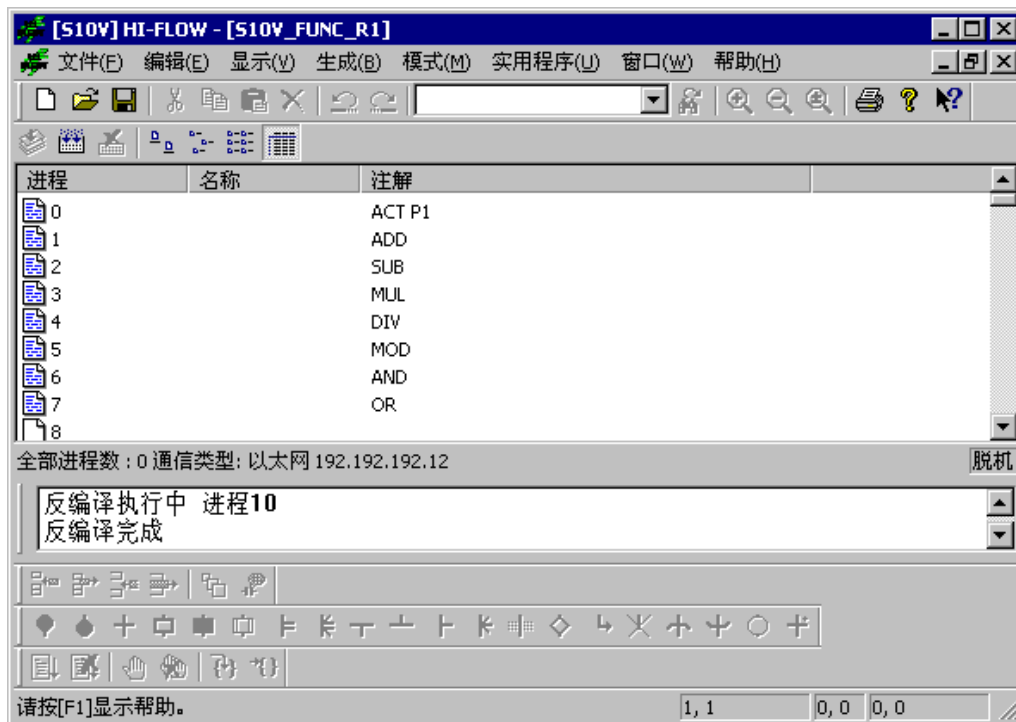 [S10V] HI-FLOW - [S10V_FUNC_R1]
文件(F) 编辑(E) 显示(V) 生成(B) 模式(M) 实用程序(U) 窗口(W) 帮助(H)
进程 名称 注解
0 ACT P1
1 ADD
2 SUB
3 MUL
4 DIV
5 MOD
6 AND
7 OR
8
全部进程数 : 0 通信类型: 以太网 192.192.192.12 脱机
反编译执行中 进程10
反编译完成
请按[F1]显示帮助。 1, 1 0, 0 0, 0